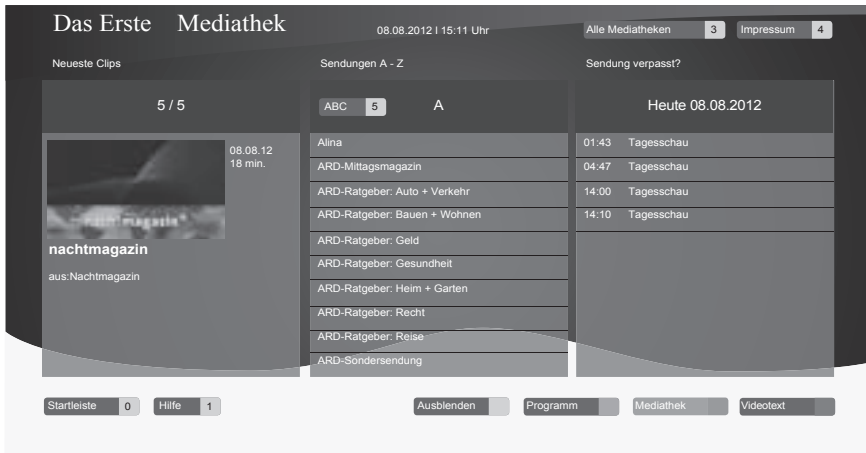 Das Erste Mediathek
08.08.2012 I 15:11 Uhr
Alle Mediatheken 3
Impressum 4
Neueste Clips
Sendungen A - Z
Sendung verpasst?
5 / 5
08.08.12
18 min.
nachtmagazin
nachtmagazin
aus:Nachtmagazin
ABC 5 A
Alina
ARD-Mittagsmagazin
ARD-Ratgeber: Auto + Verkehr
ARD-Ratgeber: Bauen + Wohnen
ARD-Ratgeber: Geld
ARD-Ratgeber: Gesundheit
ARD-Ratgeber: Heim + Garten
ARD-Ratgeber: Recht
ARD-Ratgeber: Reise
ARD-Sondersendung
Heute 08.08.2012
01:43 Tagesschau
04:47 Tagesschau
14:00 Tagesschau
14:10 Tagesschau
Startleiste 0
Hilfe 1
Ausblenden
Programm
Mediathek
Videotext